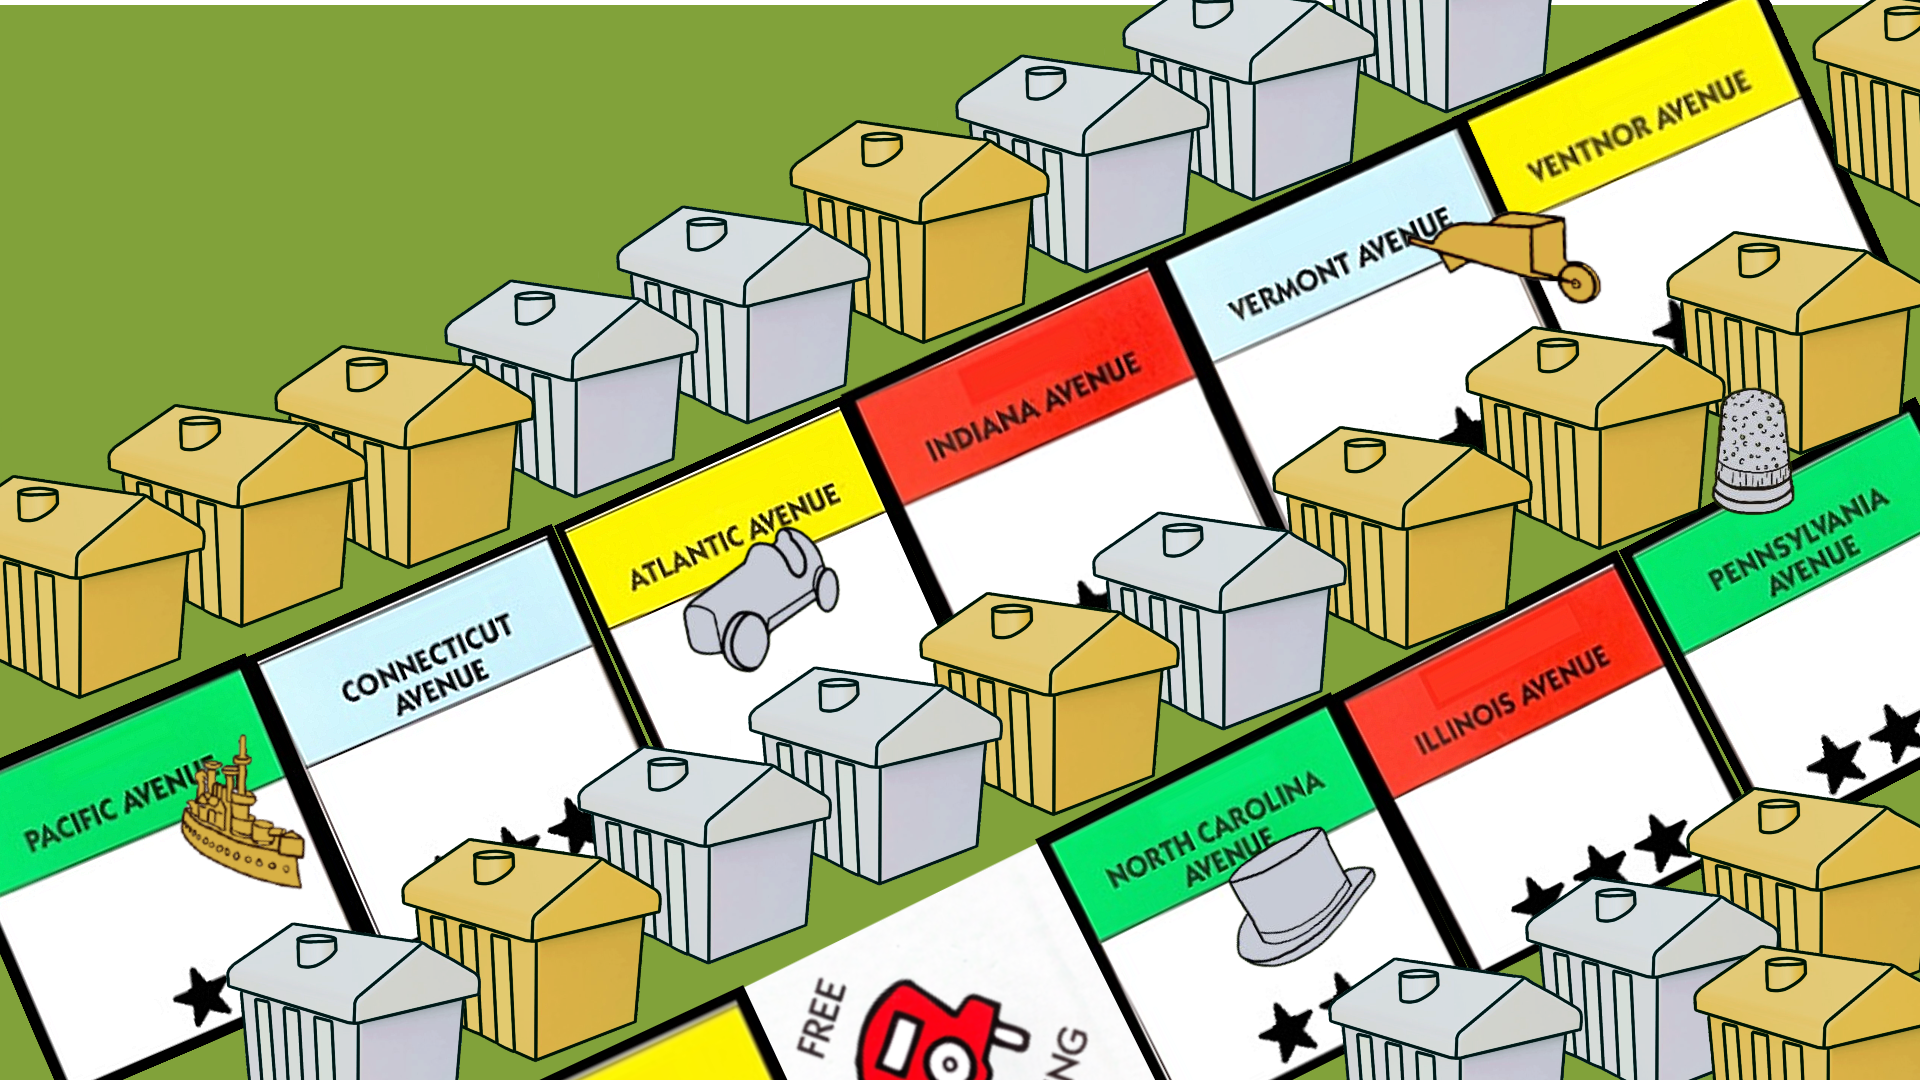 VENTNOR AVENUE
VERMONT AVENUE
INDIANA AVENUE
ATLANTIC AVENUE
CONNECTICUT
AVENUE
PACIFIC AVENUE
PENNSYLVANIA
AVENUE
ILLINOIS AVENUE
NORTH CAROLINA
AVENUE
FREE